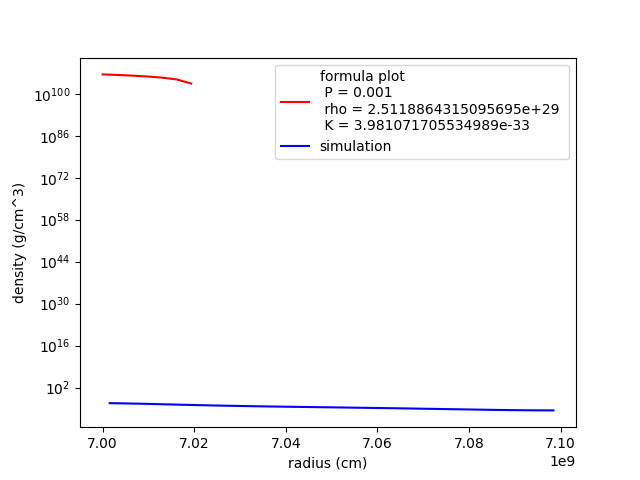 formula plot
P = 0.001
rho = 2.5118864315095695e+29
K = 3.981071705534989e-33
simulation
density (g/cm^3)
10^100
10^86
10^72
10^58
10^44
10^30
10^16
10^2
7.00 7.02 7.04 7.06 7.08 7.10
1e9
radius (cm)